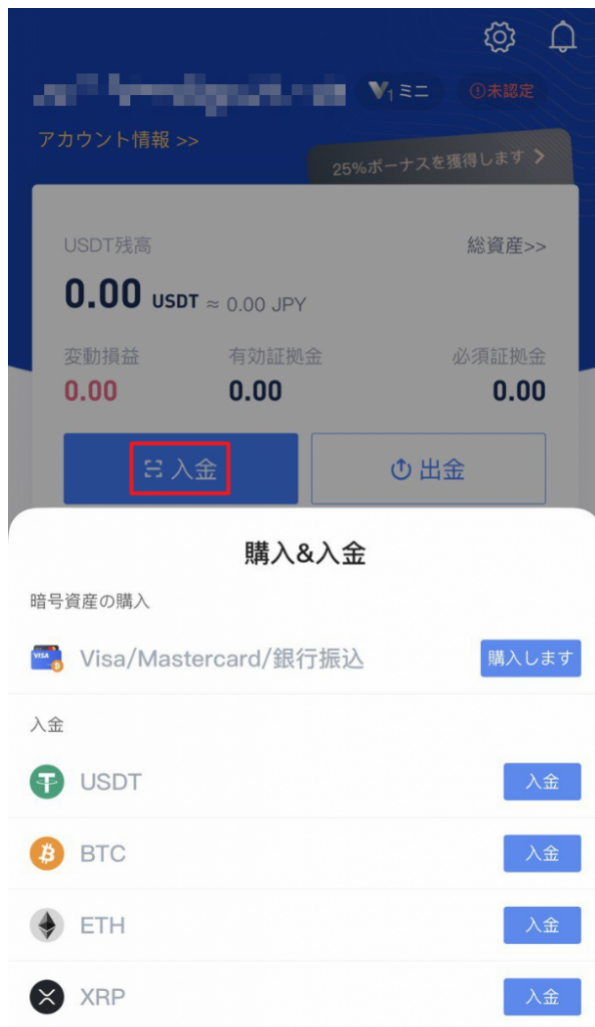 V1 ミニ 未認定
アカウント情報 >>
25%ボーナスを獲得します
USDT残高 総資産>>
0.00 USDT ≈ 0.00 JPY
変動損益 有効証拠金 必須証拠金
0.00 0.00 0.00
入金 出金
購入&入金
暗号資産の購入
VISA Visa/Mastercard/銀行振込 購入します
入金
USDT 入金
BTC 入金
ETH 入金
XRP 入金